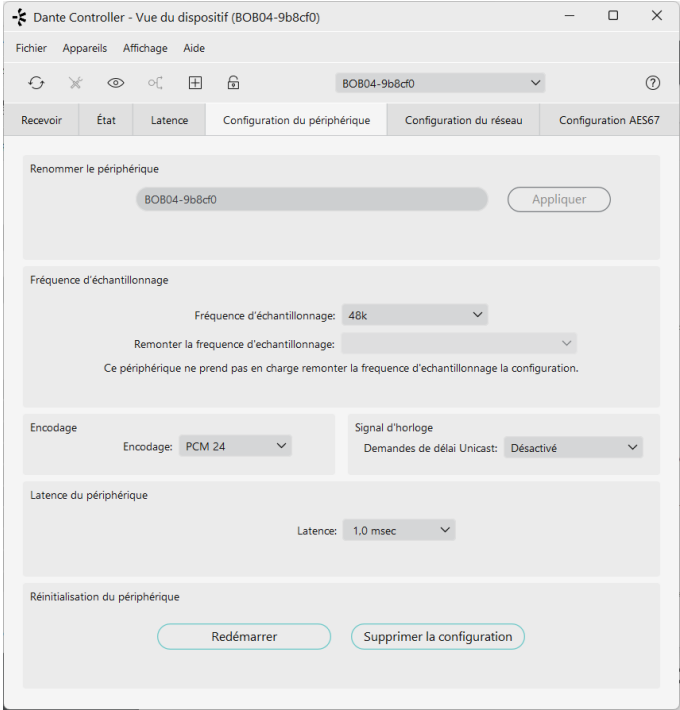 Dante Controller - Vue du dispositif (BOB04-9b8cf0)
Fichier Appareils Affichage Aide
BOB04-9b8cf0
Recevoir État Latence Configuration du périphérique Configuration du réseau Configuration AES67
Renommer le périphérique
BOB04-9b8cf0 Appliquer
Fréquence d'échantillonnage
Fréquence d'échantillonnage: 48k
Remonter la frequence d'echantillonnage:
Ce périphérique ne prend pas en charge remonter la frequence d'echantillonnage la configuration.
Encodage
Encodage: PCM 24
Signal d'horloge
Demandes de délai Unicast: Désactivé
Latence du périphérique
Latence: 1,0 msec
Réinitialisation du périphérique
Redémarrer Supprimer la configuration